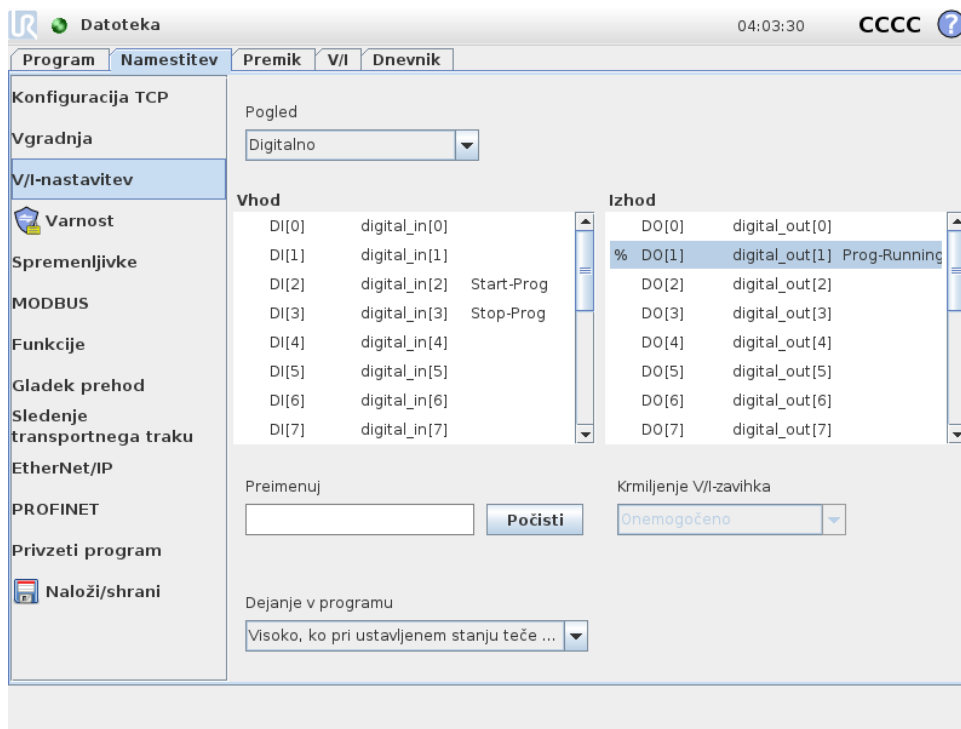 UR Datoteka 04:03:30 CCCC ?
Program Namestitev Premik V/I Dnevnik
Konfiguracija TCP
Vgradnja
V/I-nastavitev
Varnost
Spremenljivke
MODBUS
Funkcije
Gladek prehod
Sledenje
transportnega traku
EtherNet/IP
PROFINET
Privzeti program
Naloži/shrani
Pogled
Digitalno
Vhod
DI[0] digital_in[0]
DI[1] digital_in[1]
DI[2] digital_in[2] Start-Prog
DI[3] digital_in[3] Stop-Prog
DI[4] digital_in[4]
DI[5] digital_in[5]
DI[6] digital_in[6]
DI[7] digital_in[7]
Izhod
DO[0] digital_out[0]
% DO[1] digital_out[1] Prog-Running
DO[2] digital_out[2]
DO[3] digital_out[3]
DO[4] digital_out[4]
DO[5] digital_out[5]
DO[6] digital_out[6]
DO[7] digital_out[7]
Preimenuj
Počisti
Krmiljenje V/I-zavihka
Onemogočeno
Dejanje v programu
Visoko, ko pri ustavljenem stanju teče ...